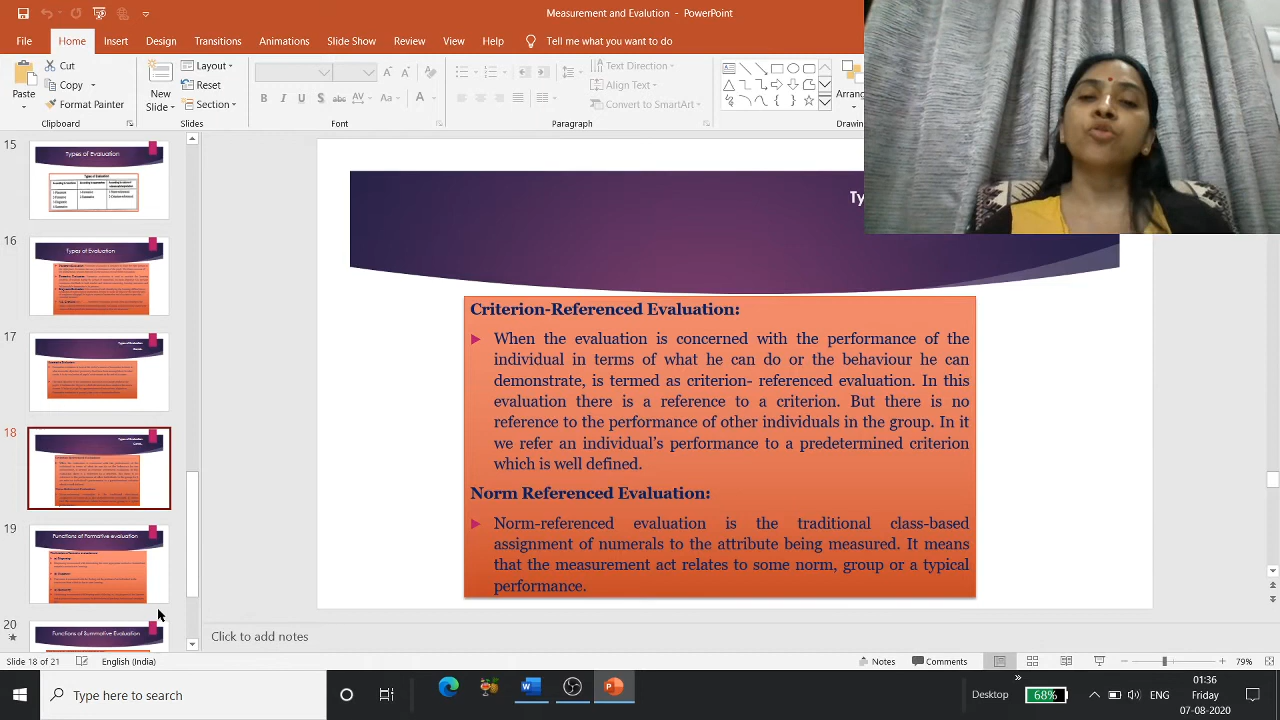 Measurement and Evaluation - PowerPoint
File Home Insert Design Transitions Animations Slide Show Review View Help Tell me what you want to do
Paste
Cut
Copy
Format Painter
Clipboard
New
Slide
Layout
Reset
Section
Slides
Font
Text Direction
Align Text
Convert to SmartArt
Paragraph
Arrang
Drawin
15
Types of Evaluation
16
Types of Evaluation
17
18
19
Functions of Formative evaluation
20
Functions of Summative Evaluation
Ty
Criterion-Referenced Evaluation:
When the evaluation is concerned with the performance of the
individual in terms of what he can do or the behaviour he can
demonstrate, is termed as criterion- referenced evaluation. In this
evaluation there is a reference to a criterion. But there is no
reference to the performance of other individuals in the group. In it
we refer an individual's performance to a predetermined criterion
which is well defined.
Norm Referenced Evaluation:
Norm-referenced evaluation is the traditional class-based
assignment of numerals to the attribute being measured. It means
that the measurement act relates to some norm, group or a typical
performance.
Click to add notes
Slide 18 of 21 English (India) Notes Comments 79%
Type here to search
Desktop 68% ENG
01:36
Friday
07-08-2020